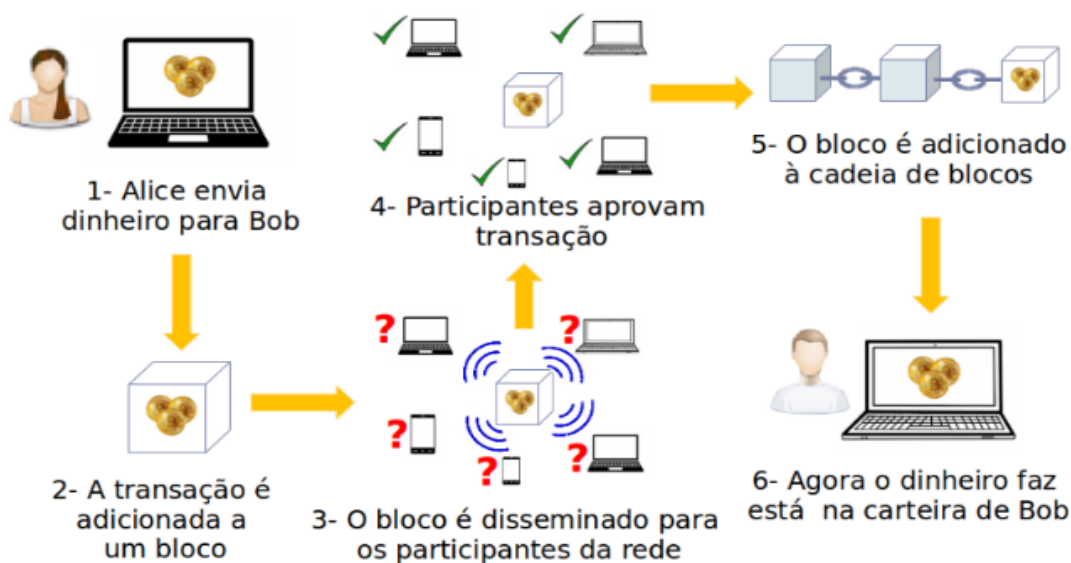 1- Alice envia
dinheiro para Bob
2- A transação é
adicionada a
um bloco
3- O bloco é disseminado para
os participantes da rede
? ? ? ? ?
4- Participantes aprovam
transação
5- O bloco é adicionado
à cadeia de blocos
6- Agora o dinheiro faz
está na carteira de Bob